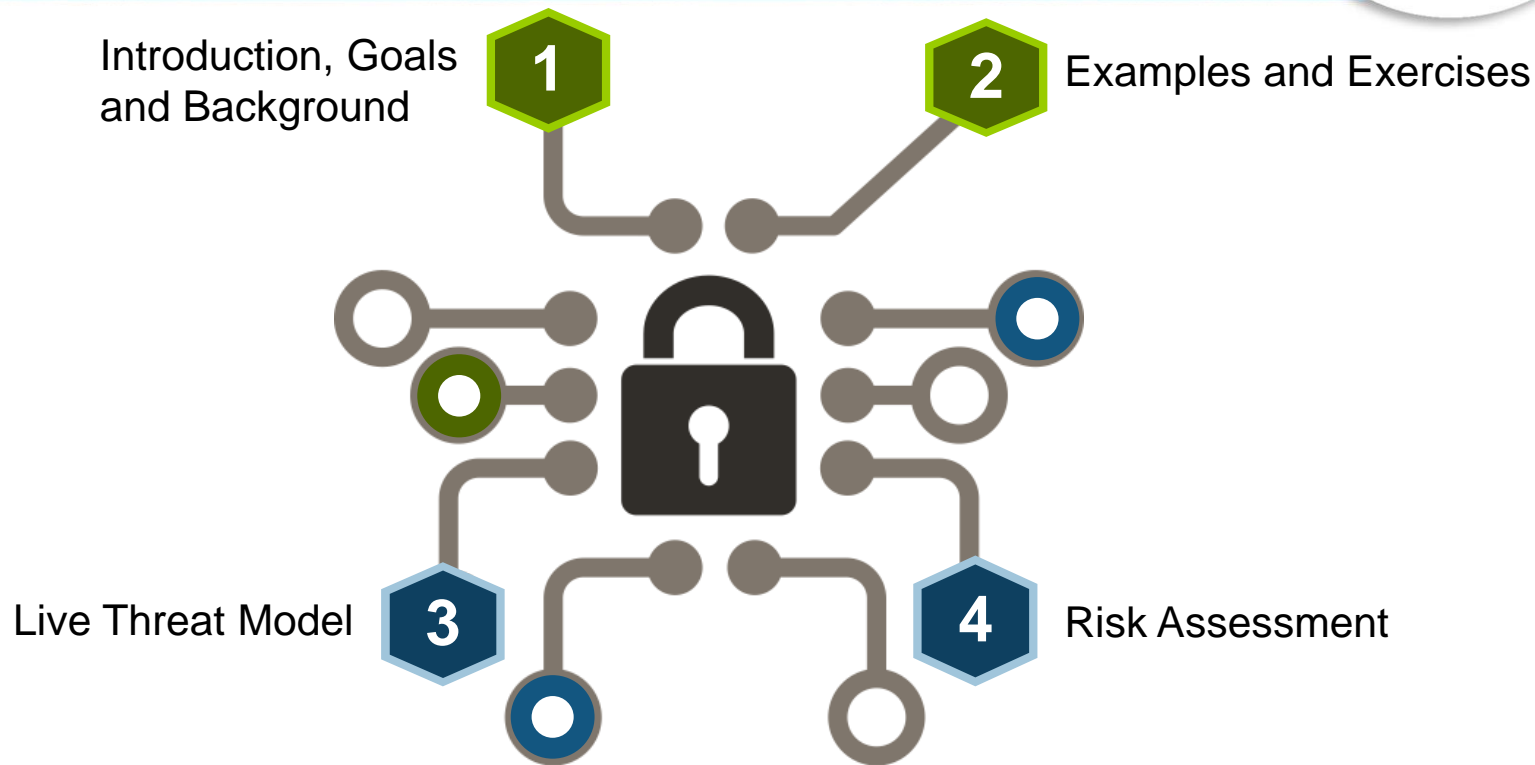 Introduction, Goals
and Background
1
2
Examples and Exercises
Live Threat Model
3
4
Risk Assessment